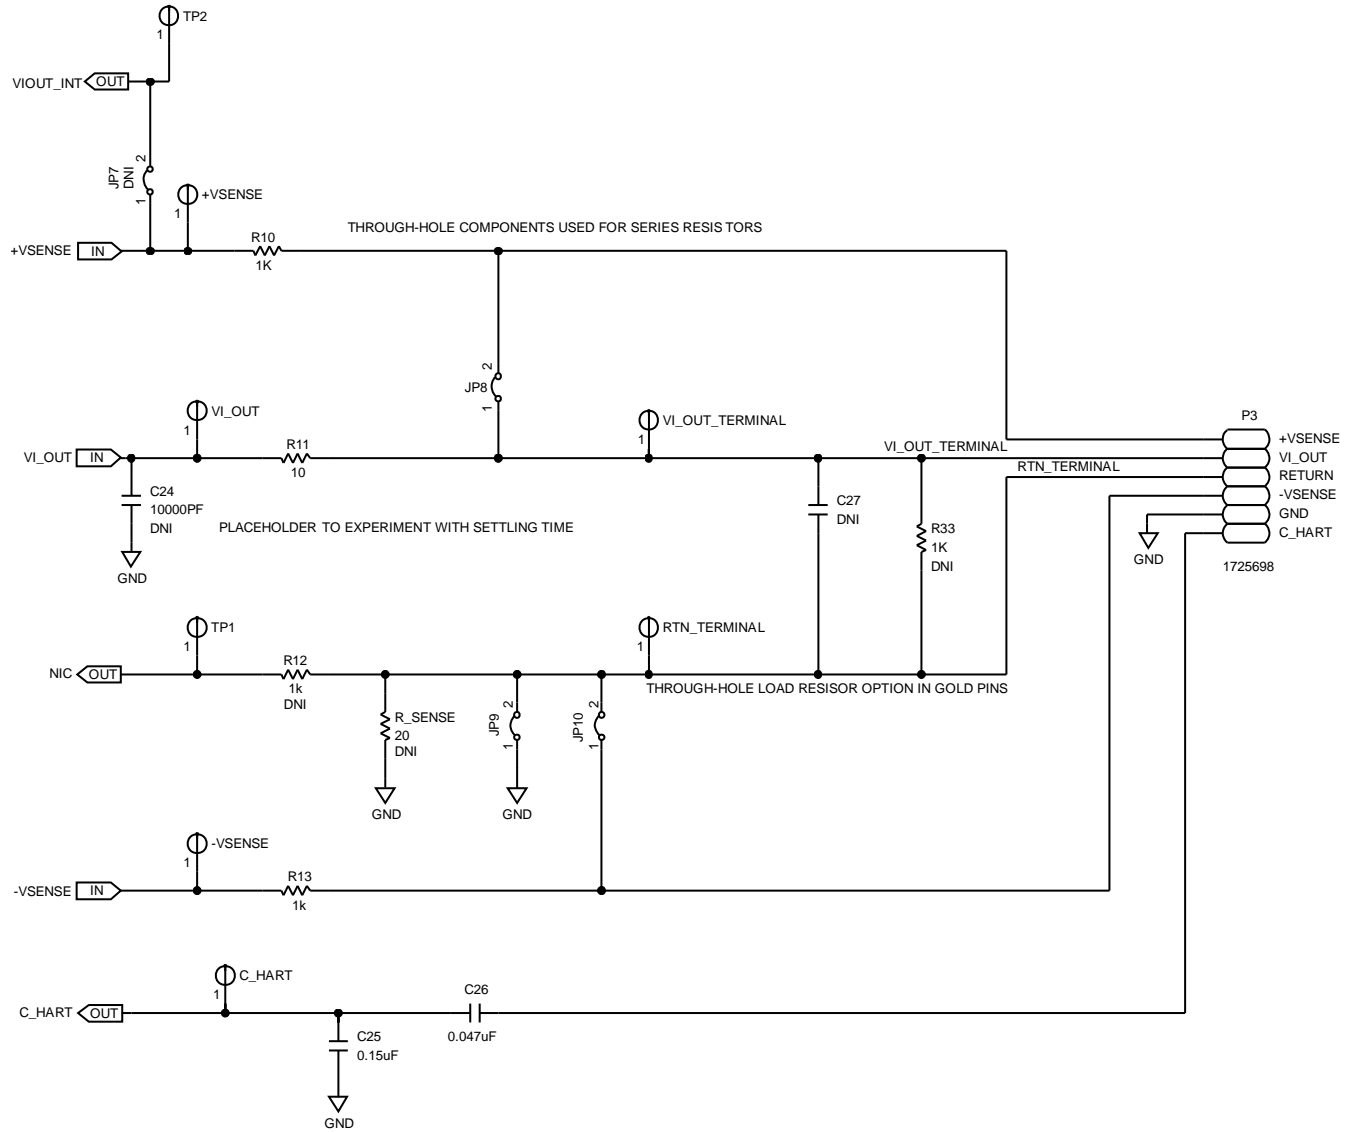 TP2
1
VIOUT_INT OUT
JP7
DNI
2
1
+VSENSE
1
THROUGH-HOLE COMPONENTS USED FOR SERIES RESIS TORS
+VSENSE IN
R10
1K
2
JP8
1
VI_OUT
1
VI_OUT_TERMINAL
1
VI_OUT IN
R11
10
VI_OUT_TERMINAL
RTN_TERMINAL
P3
+VSENSE
VI_OUT
RETURN
-VSENSE
GND
C_HART
GND
1725698
C24
10000PF
DNI
GND
PLACEHOLDER TO EXPERIMENT WITH SETTLING TIME
C27
DNI
R33
1K
DNI
TP1
1
RTN_TERMINAL
1
NIC OUT
R12
1k
DNI
THROUGH-HOLE LOAD RESISOR OPTION IN GOLD PINS
R_SENSE
20
DNI
GND
JP9
2
1
GND
JP10
2
1
-VSENSE
1
-VSENSE IN
R13
1k
C_HART
1
C_HART OUT
C26
0.047uF
C25
0.15uF
GND